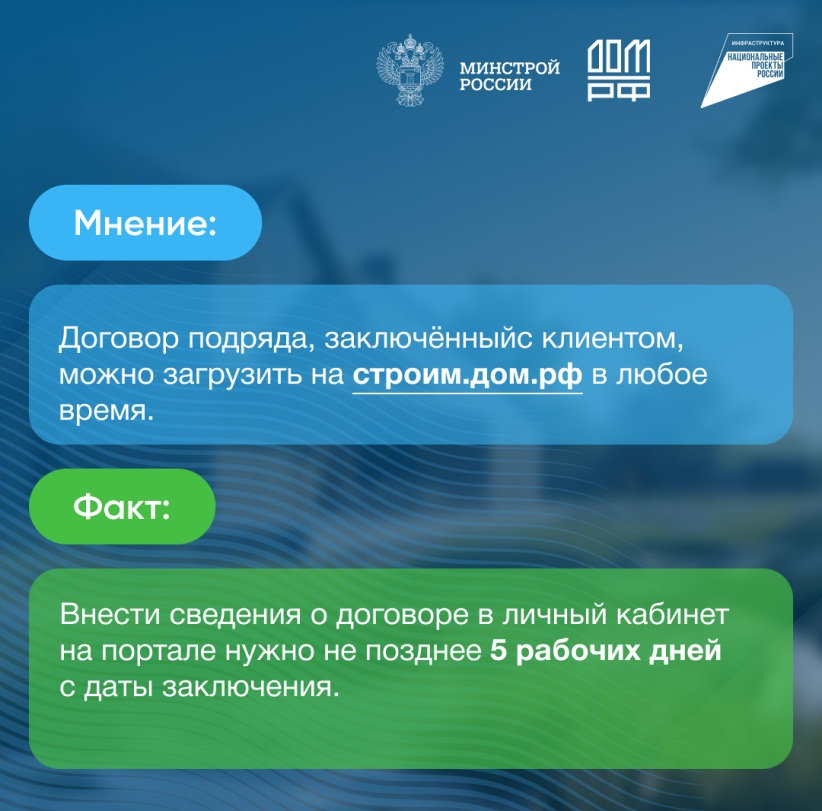 МИНСТРОЙ
РОССИИ
ДОМ
РФ
ИНФРАСТРУКТУРА
НАЦИОНАЛЬНЫЕ
ПРОЕКТЫ
РОССИИ
Мнение:
Договор подряда, заключённыйс клиентом,
можно загрузить на строим.дом.рф в любое
время.
Факт:
Внести сведения о договоре в личный кабинет
на портале нужно не позднее 5 рабочих дней
с даты заключения.